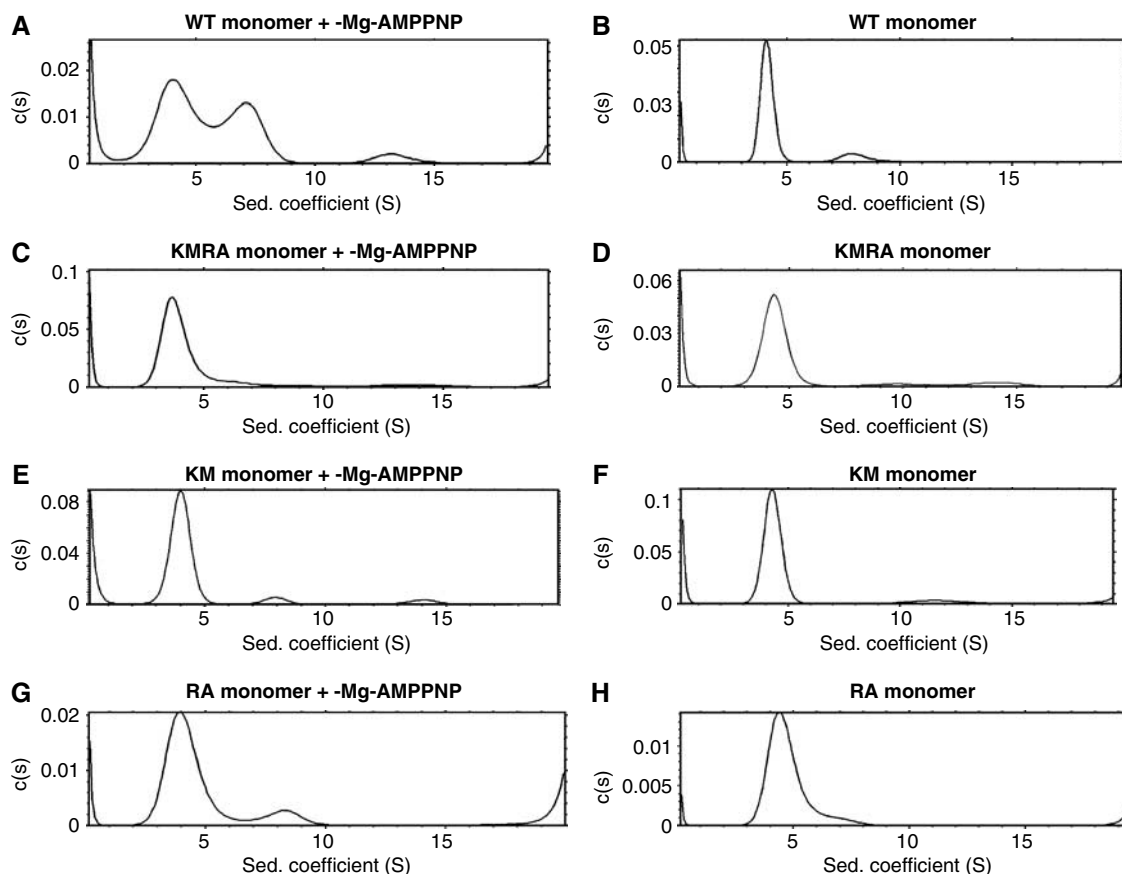 A
WT monomer + -Mg-AMPPNP
c(s)
0.02
0.01
0
5
10
15
Sed. coefficient (S)
B
WT monomer
c(s)
0.05
0.03
0
5
10
15
Sed. coefficient (S)
C
KMRA monomer + -Mg-AMPPNP
c(s)
0.1
0.05
0
5
10
15
Sed. coefficient (S)
D
KMRA monomer
c(s)
0.06
0.03
0
5
10
15
Sed. coefficient (S)
E
KM monomer + -Mg-AMPPNP
c(s)
0.08
0.04
0
5
10
15
Sed. coefficient (S)
F
KM monomer
c(s)
0.1
0.05
0
5
10
15
Sed. coefficient (S)
G
RA monomer + -Mg-AMPPNP
c(s)
0.02
0.01
0
5
10
15
Sed. coefficient (S)
H
RA monomer
c(s)
0.01
0.005
0
5
10
15
Sed. coefficient (S)